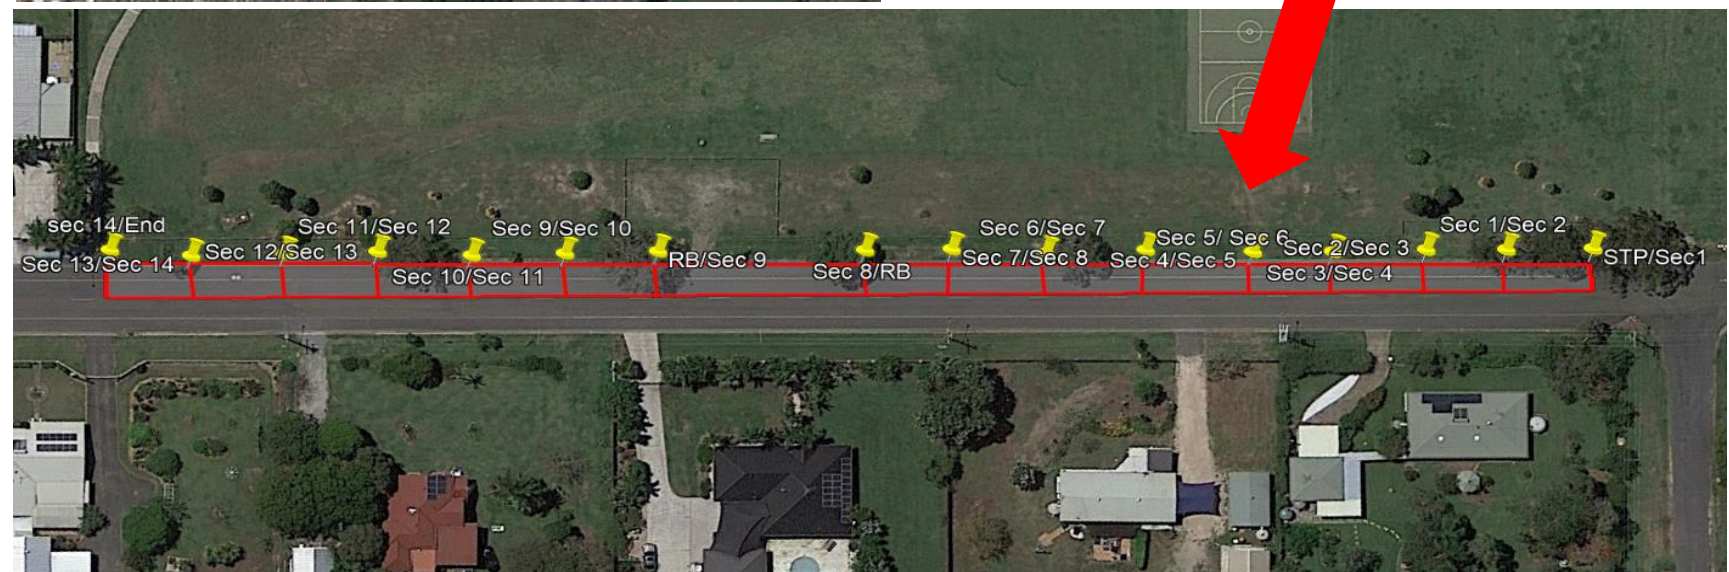 sec 14/End
Sec 11/Sec 12
Sec 9/Sec 10
Sec 6/Sec 7
Sec 5/ Sec 6
Sec 1/Sec 2
Sec 13/Sec 14
Sec 12/Sec 13
Sec 10/Sec 11
RB/Sec 9
Sec 8/RB
Sec 7/Sec 8
Sec 4/Sec 5
Sec 2/Sec 3
Sec 3/Sec 4
STP/Sec1